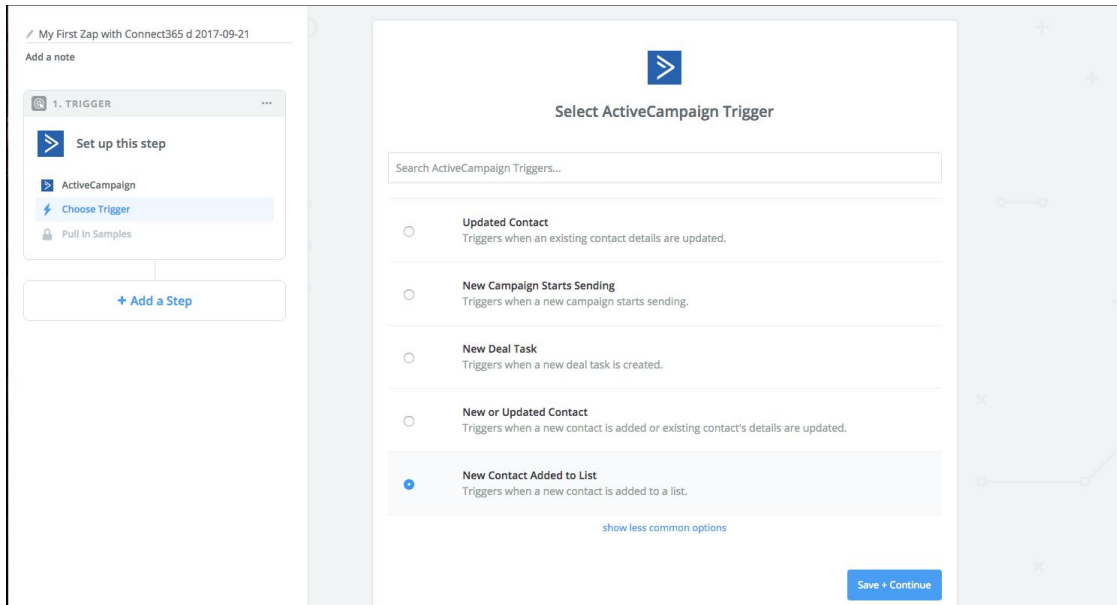 My First Zap with Connect365 d 2017-09-21
Add a note
1. TRIGGER
Set up this step
ActiveCampaign
Choose Trigger
Pull In Samples
+ Add a Step
Select ActiveCampaign Trigger
Search ActiveCampaign Triggers...
Updated Contact
Triggers when an existing contact details are updated.
New Campaign Starts Sending
Triggers when a new campaign starts sending.
New Deal Task
Triggers when a new deal task is created.
New or Updated Contact
Triggers when a new contact is added or existing contact's details are updated.
New Contact Added to List
Triggers when a new contact is added to a list.
show less common options
Save + Continue